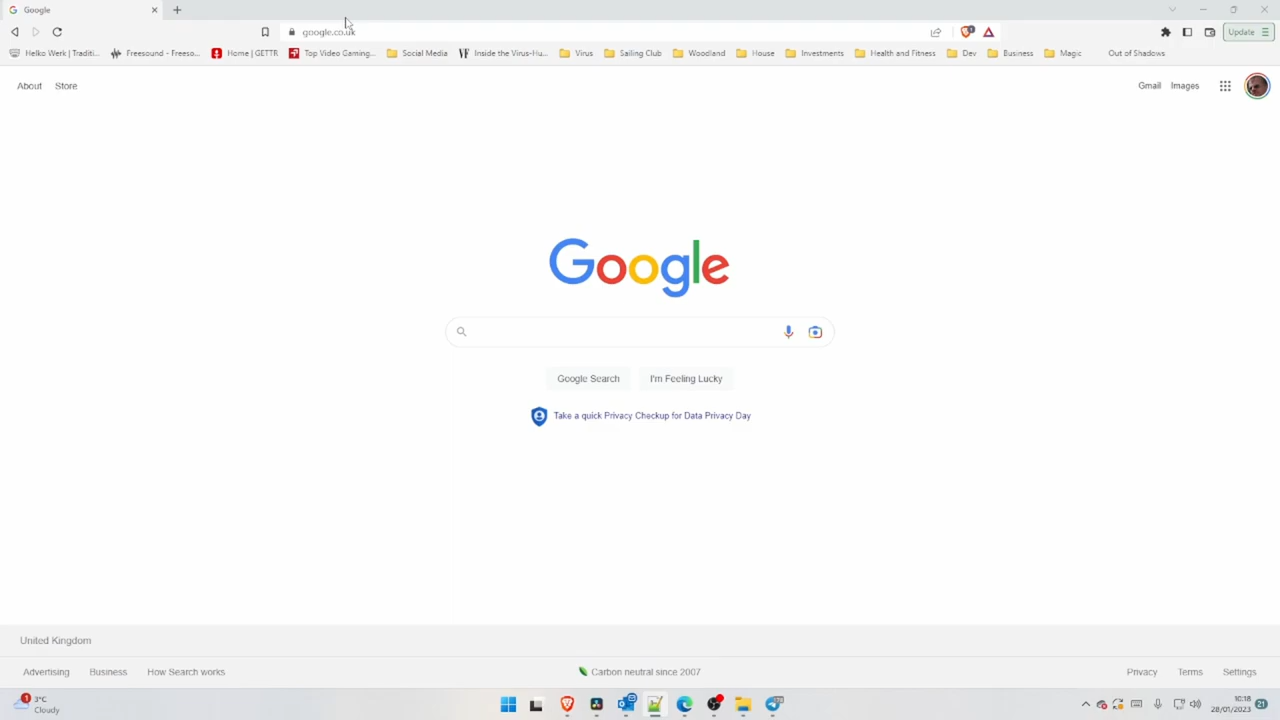 Google
google.co.uk
Update
Heiko Werk | Traditi...
Freesound - Freeso...
Home | GETTR
Top Video Gaming...
Social Media
Inside the Virus-Hu...
Virus
Sailing Club
Woodland
House
Investments
Health and Fitness
Dev
Business
Magic
Out of Shadows
About Store
Gmail Images
Google
Google Search I'm Feeling Lucky
Take a quick Privacy Checkup for Data Privacy Day
United Kingdom
Advertising Business How Search works
Carbon neutral since 2007
Privacy Terms Settings
1
3°C
Cloudy
10:18
28/01/2023
21